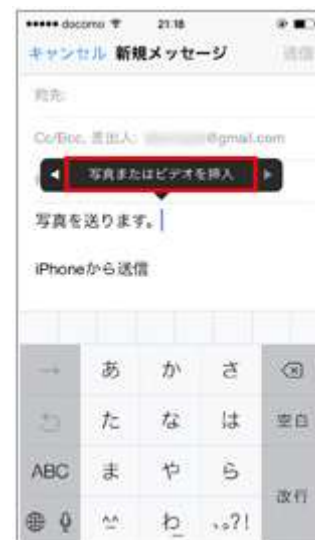 docomo 21:18
キャンセル 新規メッセージ 送信
宛先:
Cc/Bcc, 差出人: @gmail.com
写真またはビデオを挿入
写真を送ります。
iPhoneから送信
→ あ か さ
た な は 空白
ABC ま や ら
改行
^^ わ 、。?!